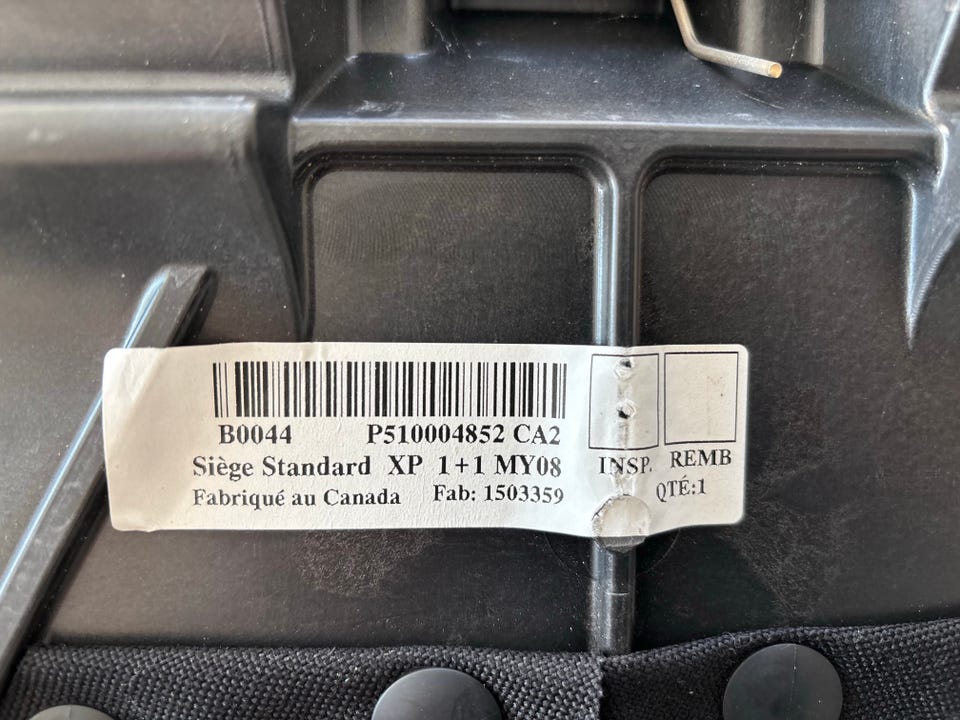 B0044 P510004852 CA2
Siège Standard XP 1+1 MY08
Fabriqué au Canada Fab: 1503359
INSP. REMB
QTÉ:1